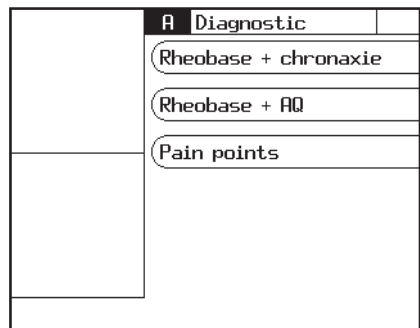 A Diagnostic
Rheobase + chronaxie
Rheobase + AQ
Pain points